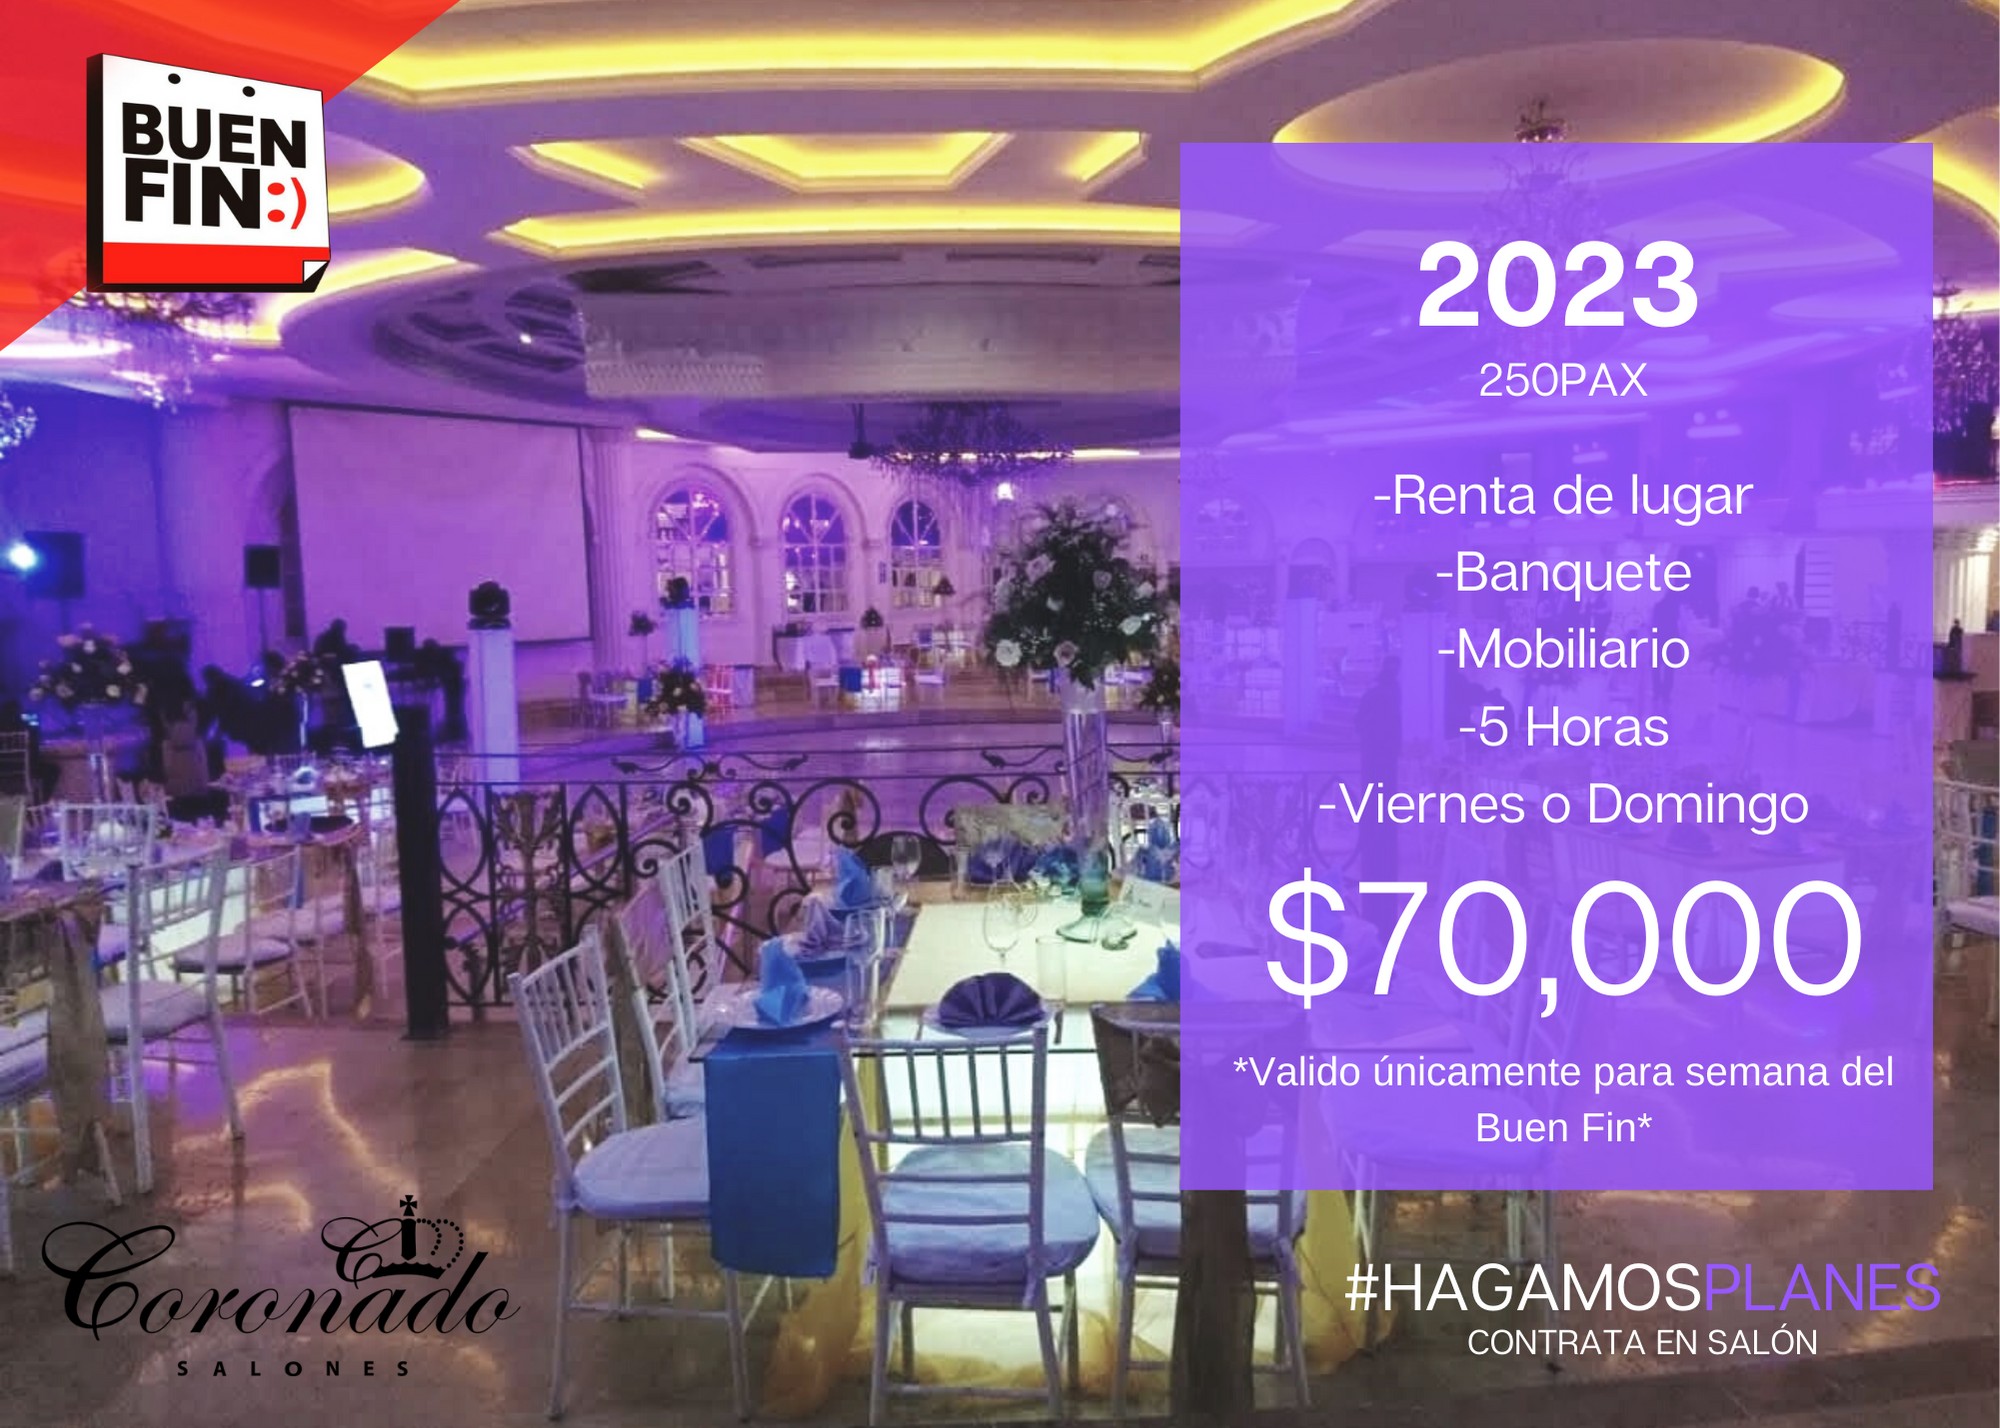 BUEN
FIN:)
2023
250PAX
-Renta de lugar
-Banquete
-Mobiliario
-5 Horas
-Viernes o Domingo
$70,000
*Valido únicamente para semana del
Buen Fin*
Coronado
SALONES
#HAGAMOSPLANES
CONTRATA EN SALÓN